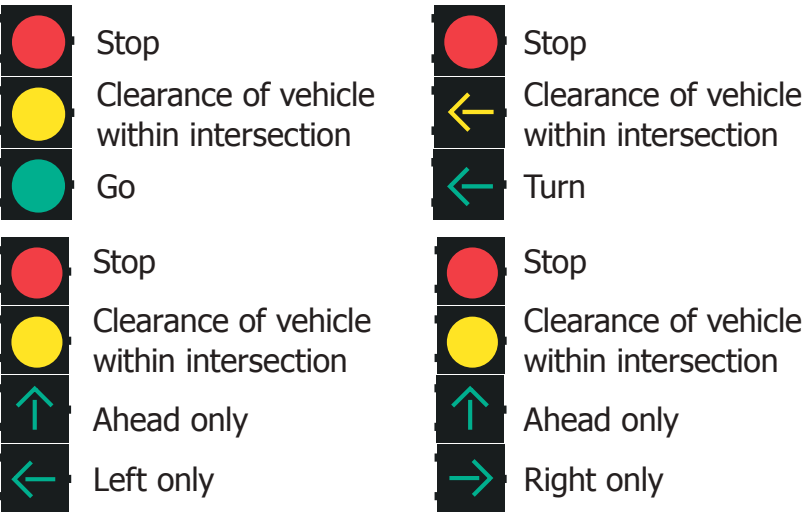 Stop
Clearance of vehicle
within intersection
Go
Stop
Clearance of vehicle
within intersection
Turn
Stop
Clearance of vehicle
within intersection
Ahead only
Left only
Stop
Clearance of vehicle
within intersection
Ahead only
Right only